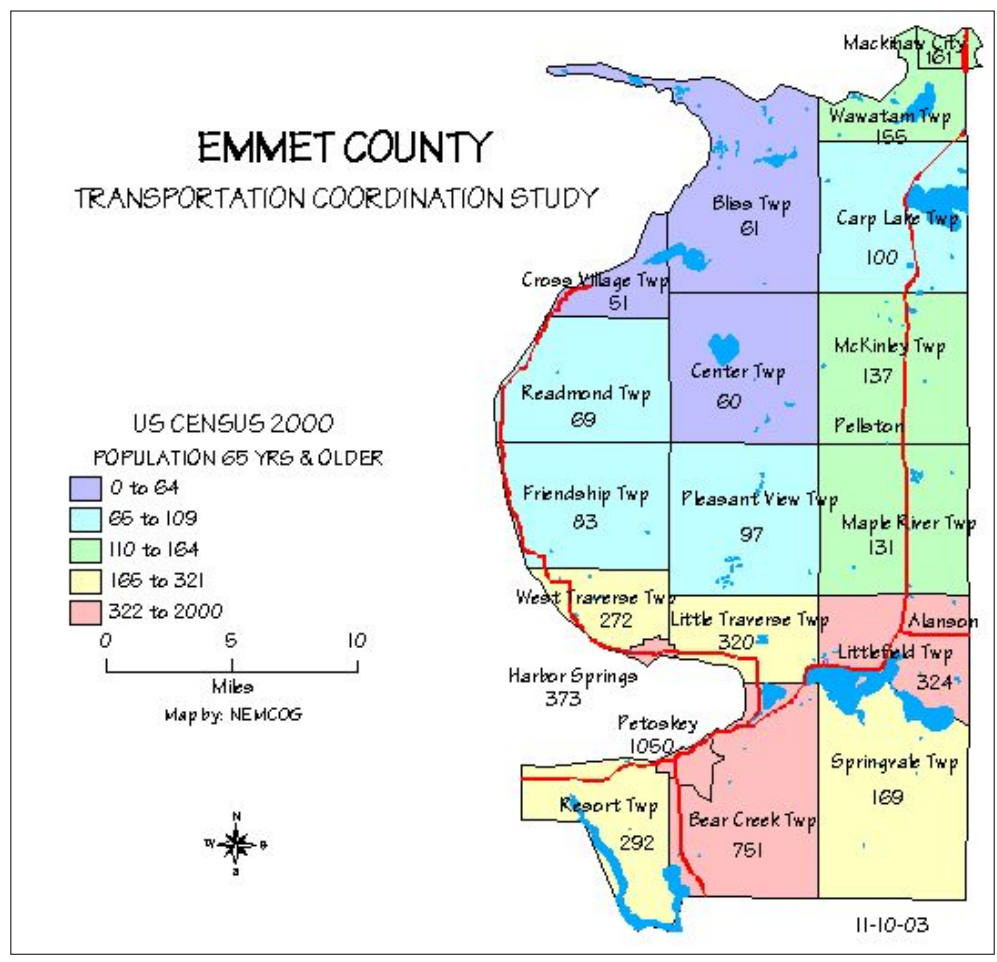 Mackinaw City
161
EMMET COUNTY
TRANSPORTATION COORDINATION STUDY
Wawatam Twp
155
Bliss Twp
61
Carp Lake Twp
100
Cross Village Twp
51
McKinley Twp
137
Center Twp
60
Readmond Twp
69
Pellston
US CENSUS 2000
POPULATION 65 YRS & OLDER
0 to 64
65 to 109
110 to 164
165 to 321
322 to 2000
Friendship Twp
83
Pleasant View Twp
97
Maple River Twp
131
West Traverse Twp
272
Little Traverse Twp
320
Alanson
Littlefield Twp
324
0 5 10
Miles
Map by: NEMCOG
Harbor Springs
373
Petoskey
1050
Springvale Twp
169
Resort Twp
292
Bear Creek Twp
751
N
W E
S
11-10-03